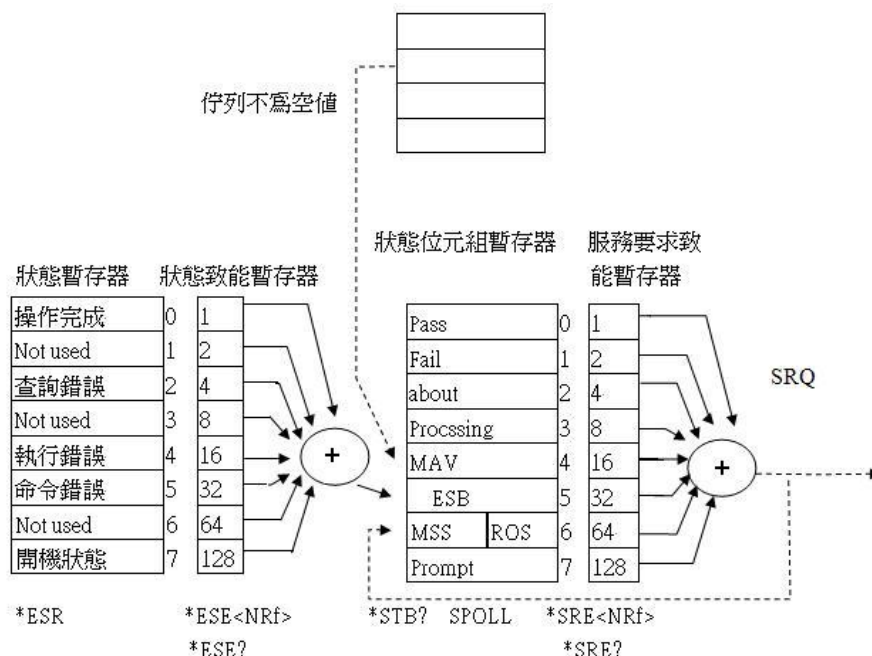 佇列不為空值
狀態位元組暫存器
服務要求致
能暫存器
狀態暫存器
狀態致能暫存器
操作完成 0 1
Not used 1 2
查詢錯誤 2 4
Not used 3 8
執行錯誤 4 16
命令錯誤 5 32
Not used 6 64
開機狀態 7 128
+
Pass 0 1
Fail 1 2
about 2 4
Procssing 3 8
MAV 4 16
ESB 5 32
MSS ROS 6 64
Prompt 7 128
+
SRQ
*ESR
*ESE<NRf>
*ESE?
*STB? SPOLL
*SRE<NRf>
*SRE?